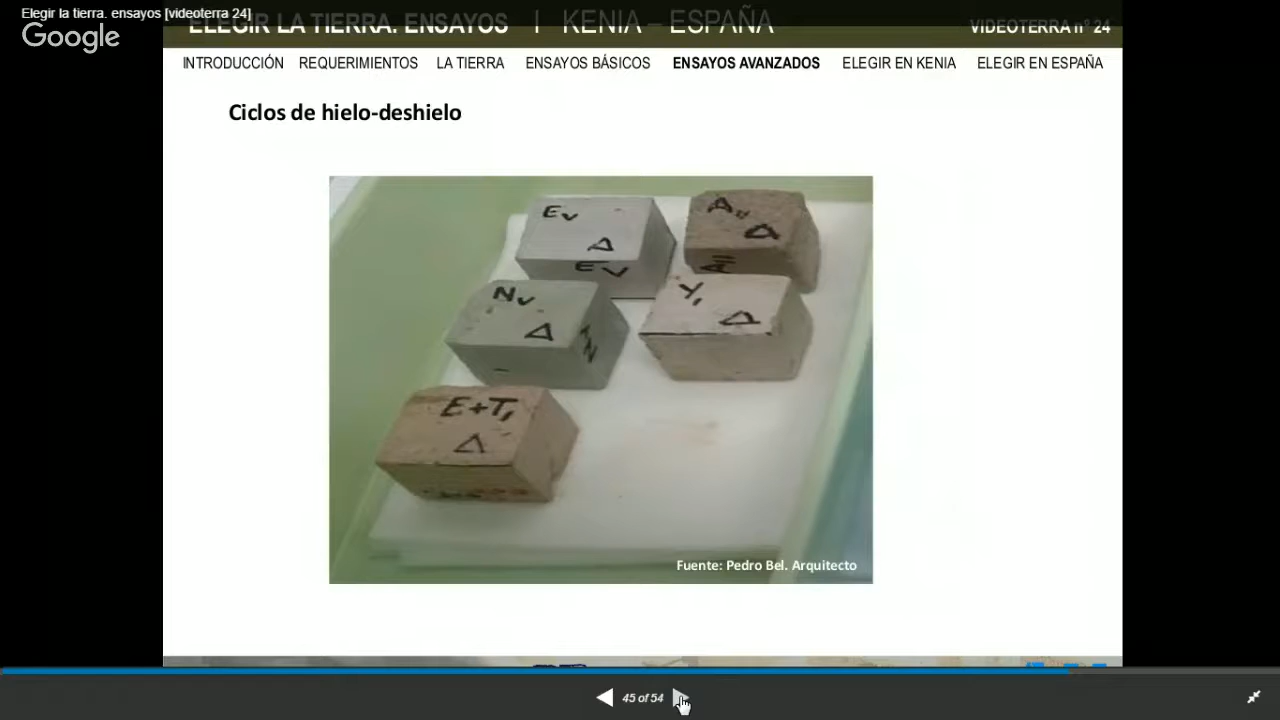 Elegir la tierra. ensayos [videoterra 24]
Google
ELEGIR LA TIERRA. ENSAYOS | KENIA – ESPAÑA
VIDEOTERRA nº 24
INTRODUCCIÓN REQUERIMIENTOS LA TIERRA ENSAYOS BÁSICOS ENSAYOS AVANZADOS ELEGIR EN KENIA ELEGIR EN ESPAÑA
Ciclos de hielo-deshielo
Ev
Δ
Ev
A11
Δ
A11
Nv
Δ
Y1
Δ
E+T1
Δ
Fuente: Pedro Bel. Arquitecto
45 of 54